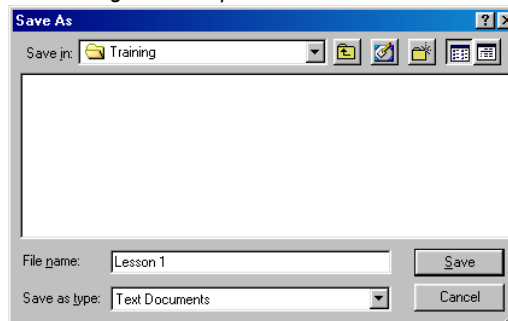 Save As
Save in: Training
File name: Lesson 1 Save
Save as type: Text Documents Cancel